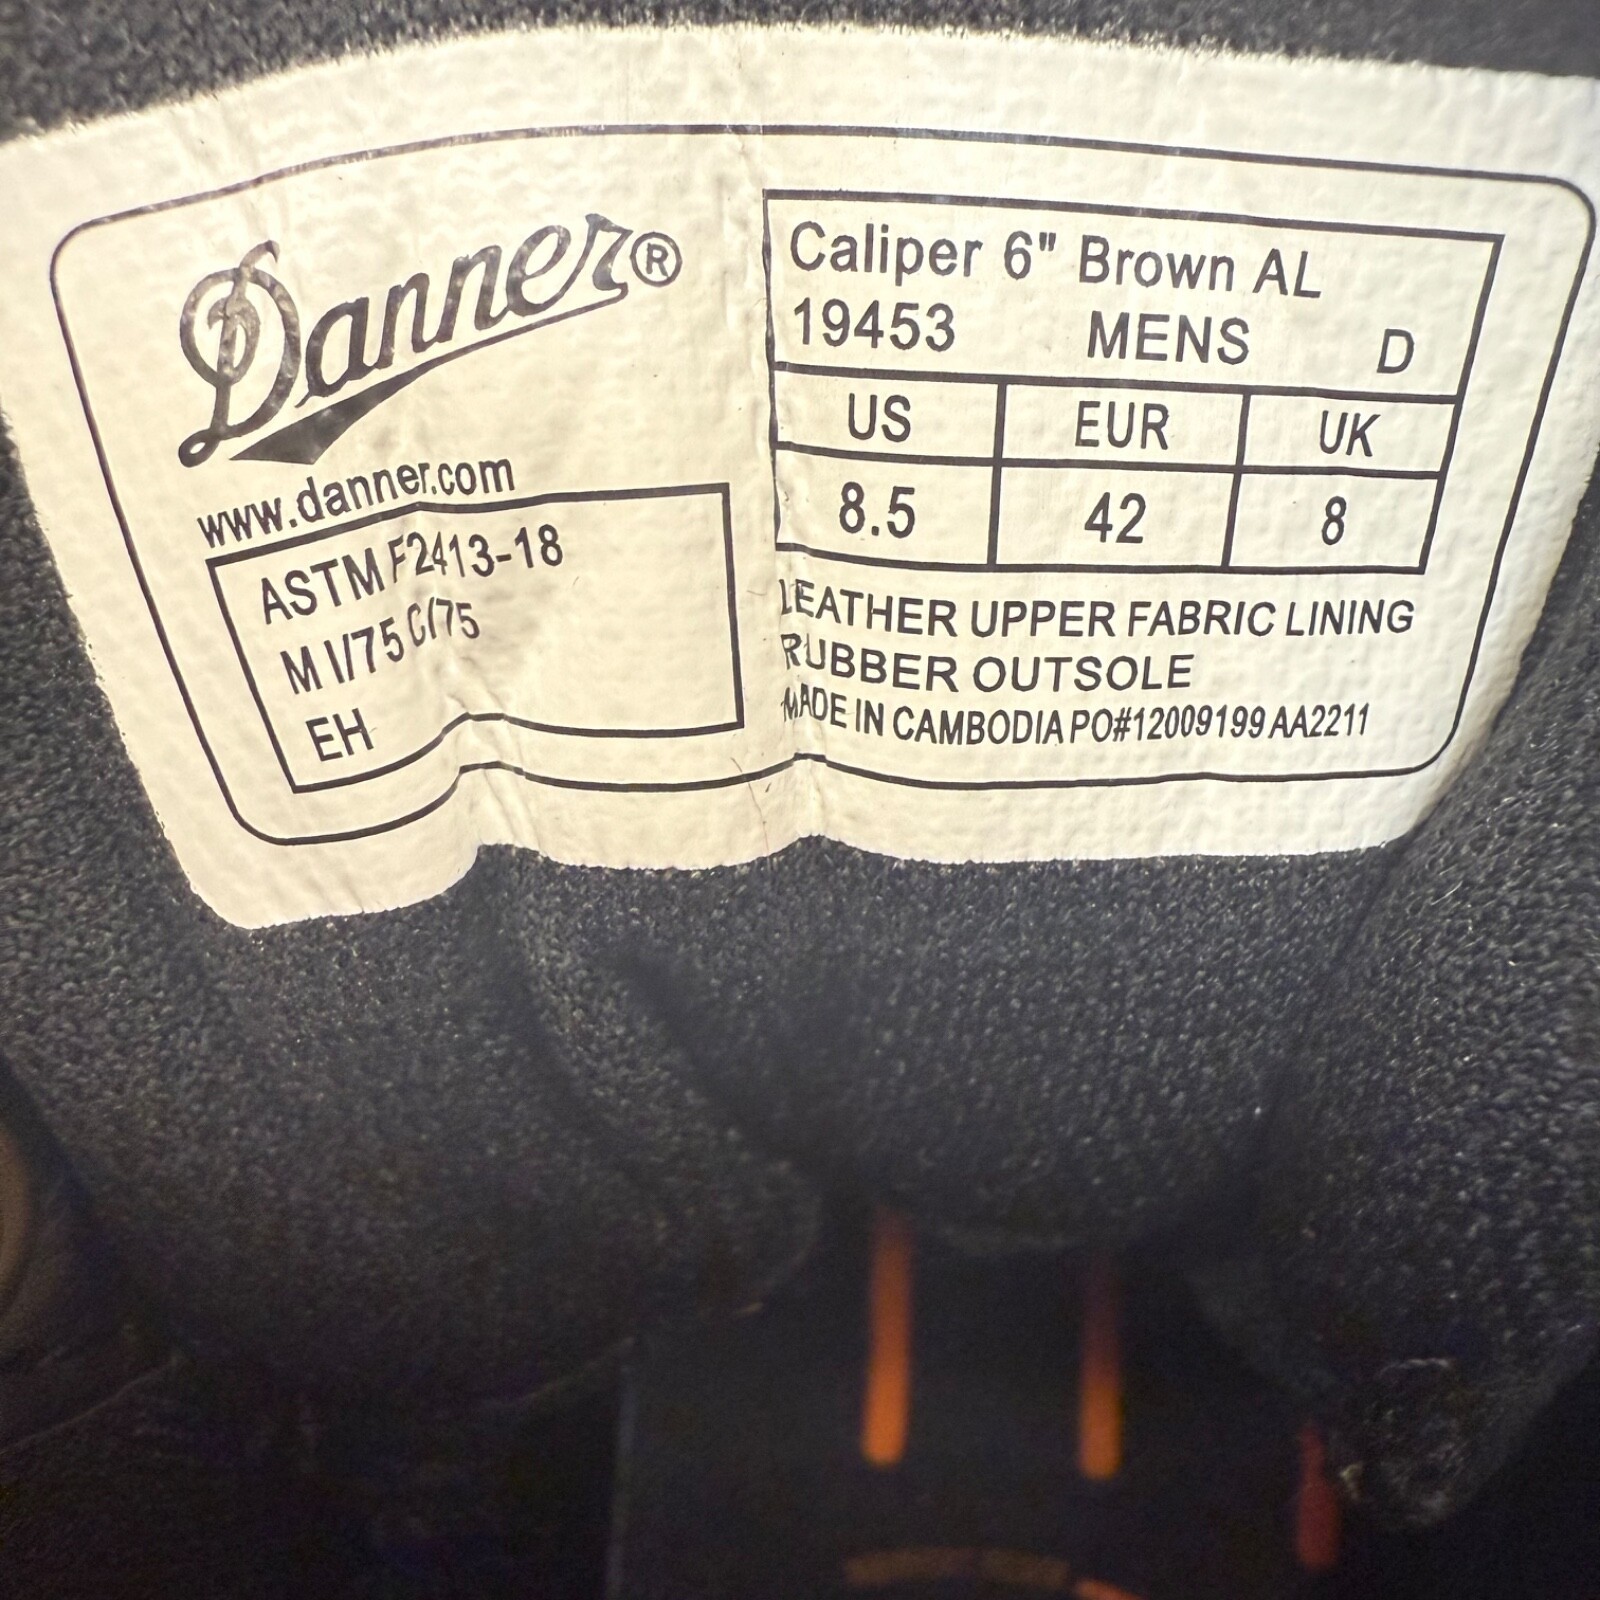 Danner®
www.danner.com
ASTM F2413-18
M I/75 C/75
EH
Caliper 6" Brown AL
19453 MENS D
US EUR UK
8.5 42 8
LEATHER UPPER FABRIC LINING
RUBBER OUTSOLE
MADE IN CAMBODIA PO#12009199 AA2211